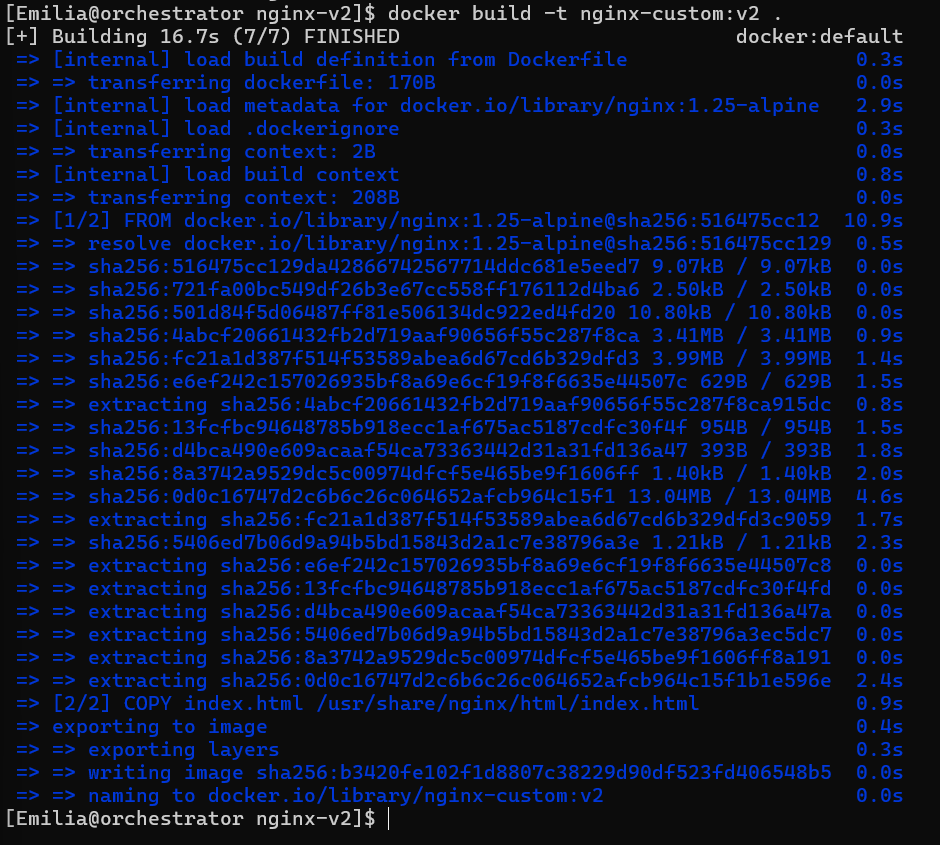 [Emilia@orchestrator nginx-v2]$ docker build -t nginx-custom:v2 .
[+] Building 16.7s (7/7) FINISHED docker:default
=> [internal] load build definition from Dockerfile 0.3s
=> => transferring dockerfile: 170B 0.0s
=> [internal] load metadata for docker.io/library/nginx:1.25-alpine 2.9s
=> [internal] load .dockerignore 0.3s
=> => transferring context: 2B 0.0s
=> [internal] load build context 0.8s
=> => transferring context: 208B 0.0s
=> [1/2] FROM docker.io/library/nginx:1.25-alpine@sha256:516475cc12 10.9s
=> => resolve docker.io/library/nginx:1.25-alpine@sha256:516475cc129 0.5s
=> => sha256:516475cc129da42866742567714ddc681e5eed7 9.07kB / 9.07kB 0.0s
=> => sha256:721fa00bc549df26b3e67cc558ff176112d4ba6 2.50kB / 2.50kB 0.0s
=> => sha256:501d84f5d06487ff81e506134dc922ed4fd20 10.80kB / 10.80kB 0.0s
=> => sha256:4abcf20661432fb2d719aaf90656f55c287f8ca 3.41MB / 3.41MB 0.9s
=> => sha256:fc21a1d387f514f53589abea6d67cd6b329dfd3 3.99MB / 3.99MB 1.4s
=> => sha256:e6ef242c157026935bf8a69e6cf19f8f6635e44507c 629B / 629B 1.5s
=> => extracting sha256:4abcf20661432fb2d719aaf90656f55c287f8ca915dc 0.8s
=> => sha256:13fcfbc94648785b918ecc1af675ac5187cdfc30f4f 954B / 954B 1.5s
=> => sha256:d4bca490e609acaaf54ca73363442d31a31fd136a47 393B / 393B 1.8s
=> => sha256:8a3742a9529dc5c00974dfcf5e465be9f1606ff 1.40kB / 1.40kB 2.0s
=> => sha256:0d0c16747d2c6b6c26c064652afcb964c15f1 13.04MB / 13.04MB 4.6s
=> => extracting sha256:fc21a1d387f514f53589abea6d67cd6b329dfd3c9059 1.7s
=> => sha256:5406ed7b06d9a94b5bd15843d2a1c7e38796a3e 1.21kB / 1.21kB 2.3s
=> => extracting sha256:e6ef242c157026935bf8a69e6cf19f8f6635e44507c8 0.0s
=> => extracting sha256:13fcfbc94648785b918ecc1af675ac5187cdfc30f4fd 0.0s
=> => extracting sha256:d4bca490e609acaaf54ca73363442d31a31fd136a47a 0.0s
=> => extracting sha256:5406ed7b06d9a94b5bd15843d2a1c7e38796a3ec5dc7 0.0s
=> => extracting sha256:8a3742a9529dc5c00974dfcf5e465be9f1606ff8a191 0.0s
=> => extracting sha256:0d0c16747d2c6b6c26c064652afcb964c15f1b1e596e 2.4s
=> [2/2] COPY index.html /usr/share/nginx/html/index.html 0.9s
=> exporting to image 0.4s
=> => exporting layers 0.3s
=> => writing image sha256:b3420fe102f1d8807c38229d90df523fd406548b5 0.0s
=> => naming to docker.io/library/nginx-custom:v2 0.0s
[Emilia@orchestrator nginx-v2]$